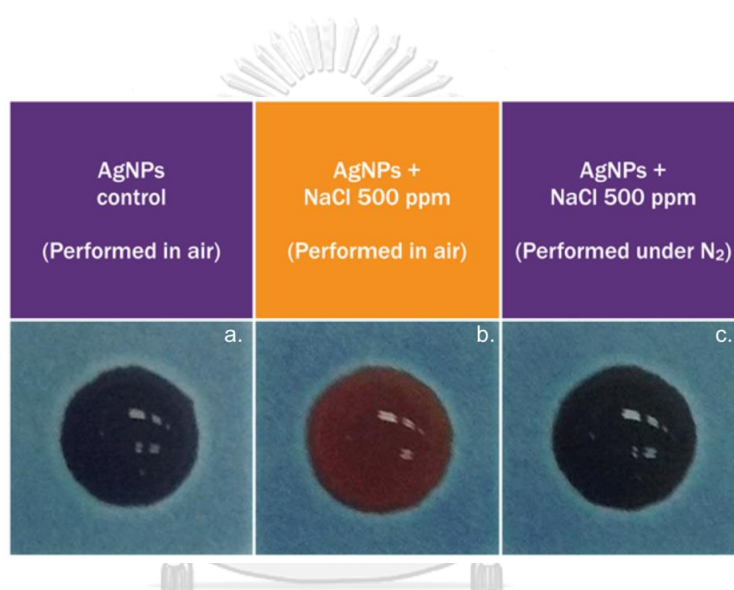 AgNPs
control
(Performed in air)
AgNPs +
NaCl 500 ppm
(Performed in air)
AgNPs +
NaCl 500 ppm
(Performed under N₂)
a.
b.
c.